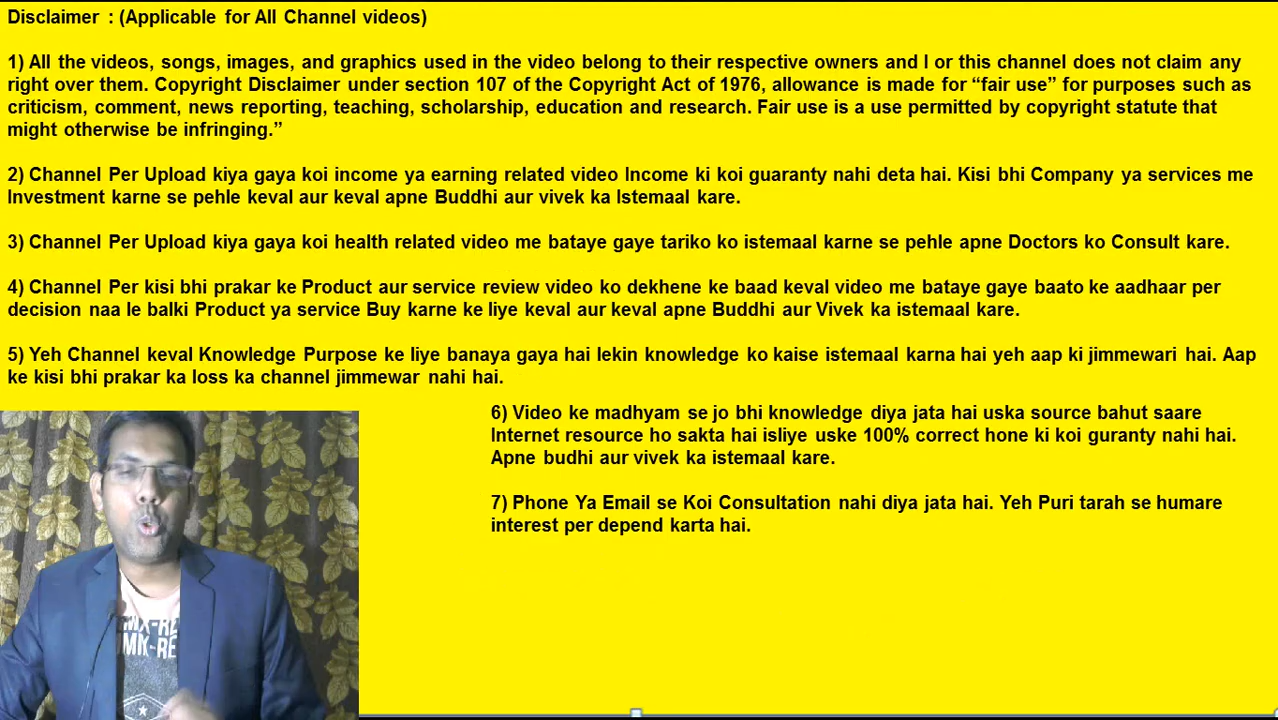 Disclaimer : (Applicable for All Channel videos)
1) All the videos, songs, images, and graphics used in the video belong to their respective owners and I or this channel does not claim any
right over them. Copyright Disclaimer under section 107 of the Copyright Act of 1976, allowance is made for “fair use” for purposes such as
criticism, comment, news reporting, teaching, scholarship, education and research. Fair use is a use permitted by copyright statute that
might otherwise be infringing.”
2) Channel Per Upload kiya gaya koi income ya earning related video Income ki koi guaranty nahi deta hai. Kisi bhi Company ya services me
Investment karne se pehle keval aur keval apne Buddhi aur vivek ka Istemaal kare.
3) Channel Per Upload kiya gaya koi health related video me bataye gaye tariko ko istemaal karne se pehle apne Doctors ko Consult kare.
4) Channel Per kisi bhi prakar ke Product aur service review video ko dekhene ke baad keval video me bataye gaye baato ke aadhaar per
decision naa le balki Product ya service Buy karne ke liye keval aur keval apne Buddhi aur Vivek ka istemaal kare.
5) Yeh Channel keval Knowledge Purpose ke liye banaya gaya hai lekin knowledge ko kaise istemaal karna hai yeh aap ki jimmewari hai. Aap
ke kisi bhi prakar ka loss ka channel jimmewar nahi hai.
6) Video ke madhyam se jo bhi knowledge diya jata hai uska source bahut saare
Internet resource ho sakta hai isliye uske 100% correct hone ki koi guranty nahi hai.
Apne budhi aur vivek ka istemaal kare.
7) Phone Ya Email se Koi Consultation nahi diya jata hai. Yeh Puri tarah se humare
interest per depend karta hai.